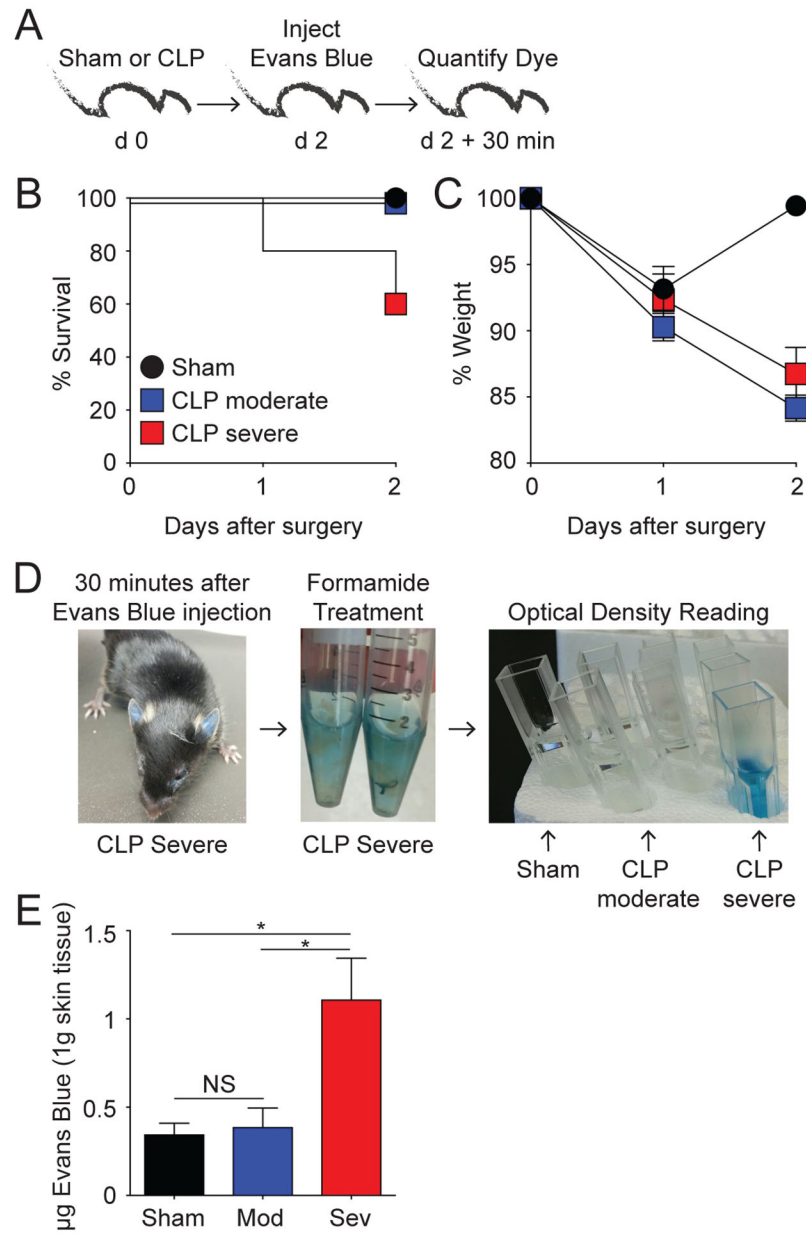 A
Sham or CLP
Inject
Evans Blue
Quantify Dye
d 0
d 2
d 2 + 30 min
B
100
80
60
40
20
0
% Survival
Sham
CLP moderate
CLP severe
0
1
2
Days after surgery
C
100
95
90
85
80
% Weight
0
1
2
Days after surgery
D
30 minutes after
Evans Blue injection
Formamide
Treatment
Optical Density Reading
CLP Severe
CLP Severe
Sham
CLP
moderate
CLP
severe
E
1.5
1
0.5
0
µg Evans Blue (1g skin tissue)
*
*
NS
Sham
Mod
Sev